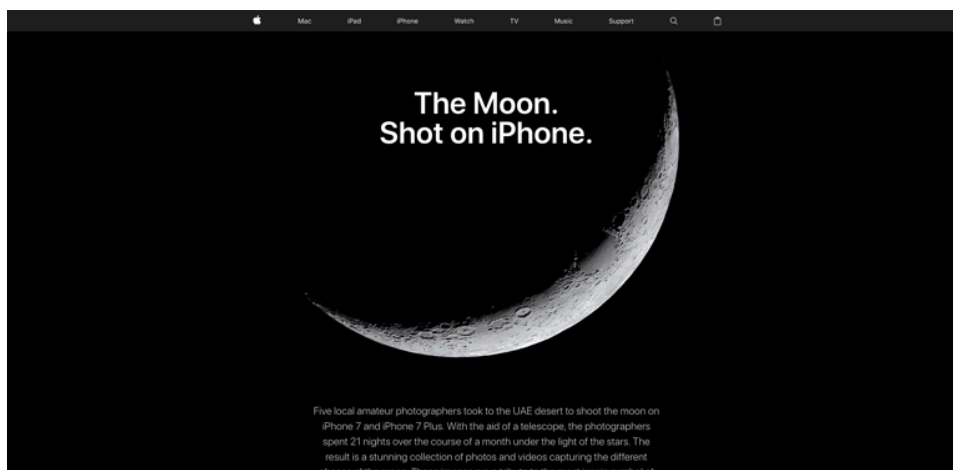 Mac iPad iPhone Watch TV Music Support
The Moon.
Shot on iPhone.
Five local amateur photographers took to the UAE desert to shoot the moon on
iPhone 7 and iPhone 7 Plus. With the aid of a telescope, the photographers
spent 21 nights over the course of a month under the light of the stars. The
result is a stunning collection of photos and videos capturing the different